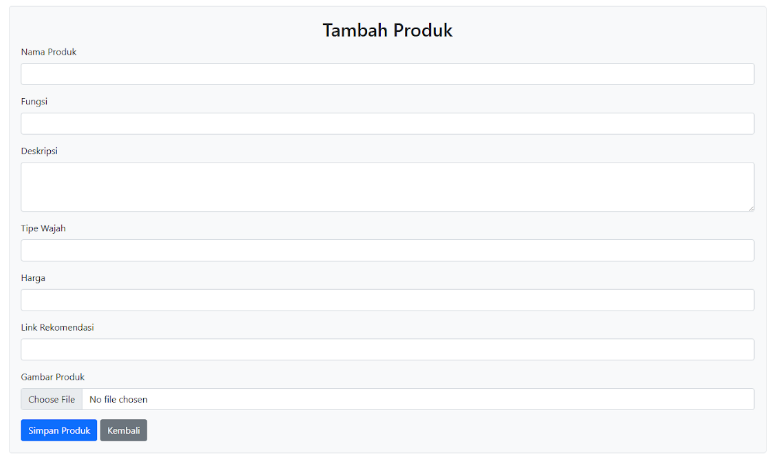 Tambah Produk
Nama Produk
Fungsi
Deskripsi
Tipe Wajah
Harga
Link Rekomendasi
Gambar Produk
Choose File No file chosen
Simpan Produk Kembali